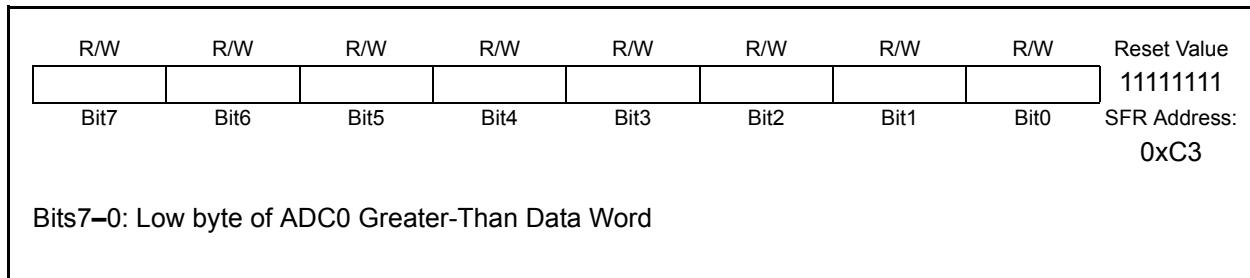 R/W R/W R/W R/W R/W R/W R/W R/W Reset Value
11111111
Bit7 Bit6 Bit5 Bit4 Bit3 Bit2 Bit1 Bit0 SFR Address:
0xC3
Bits7–0: Low byte of ADC0 Greater-Than Data Word